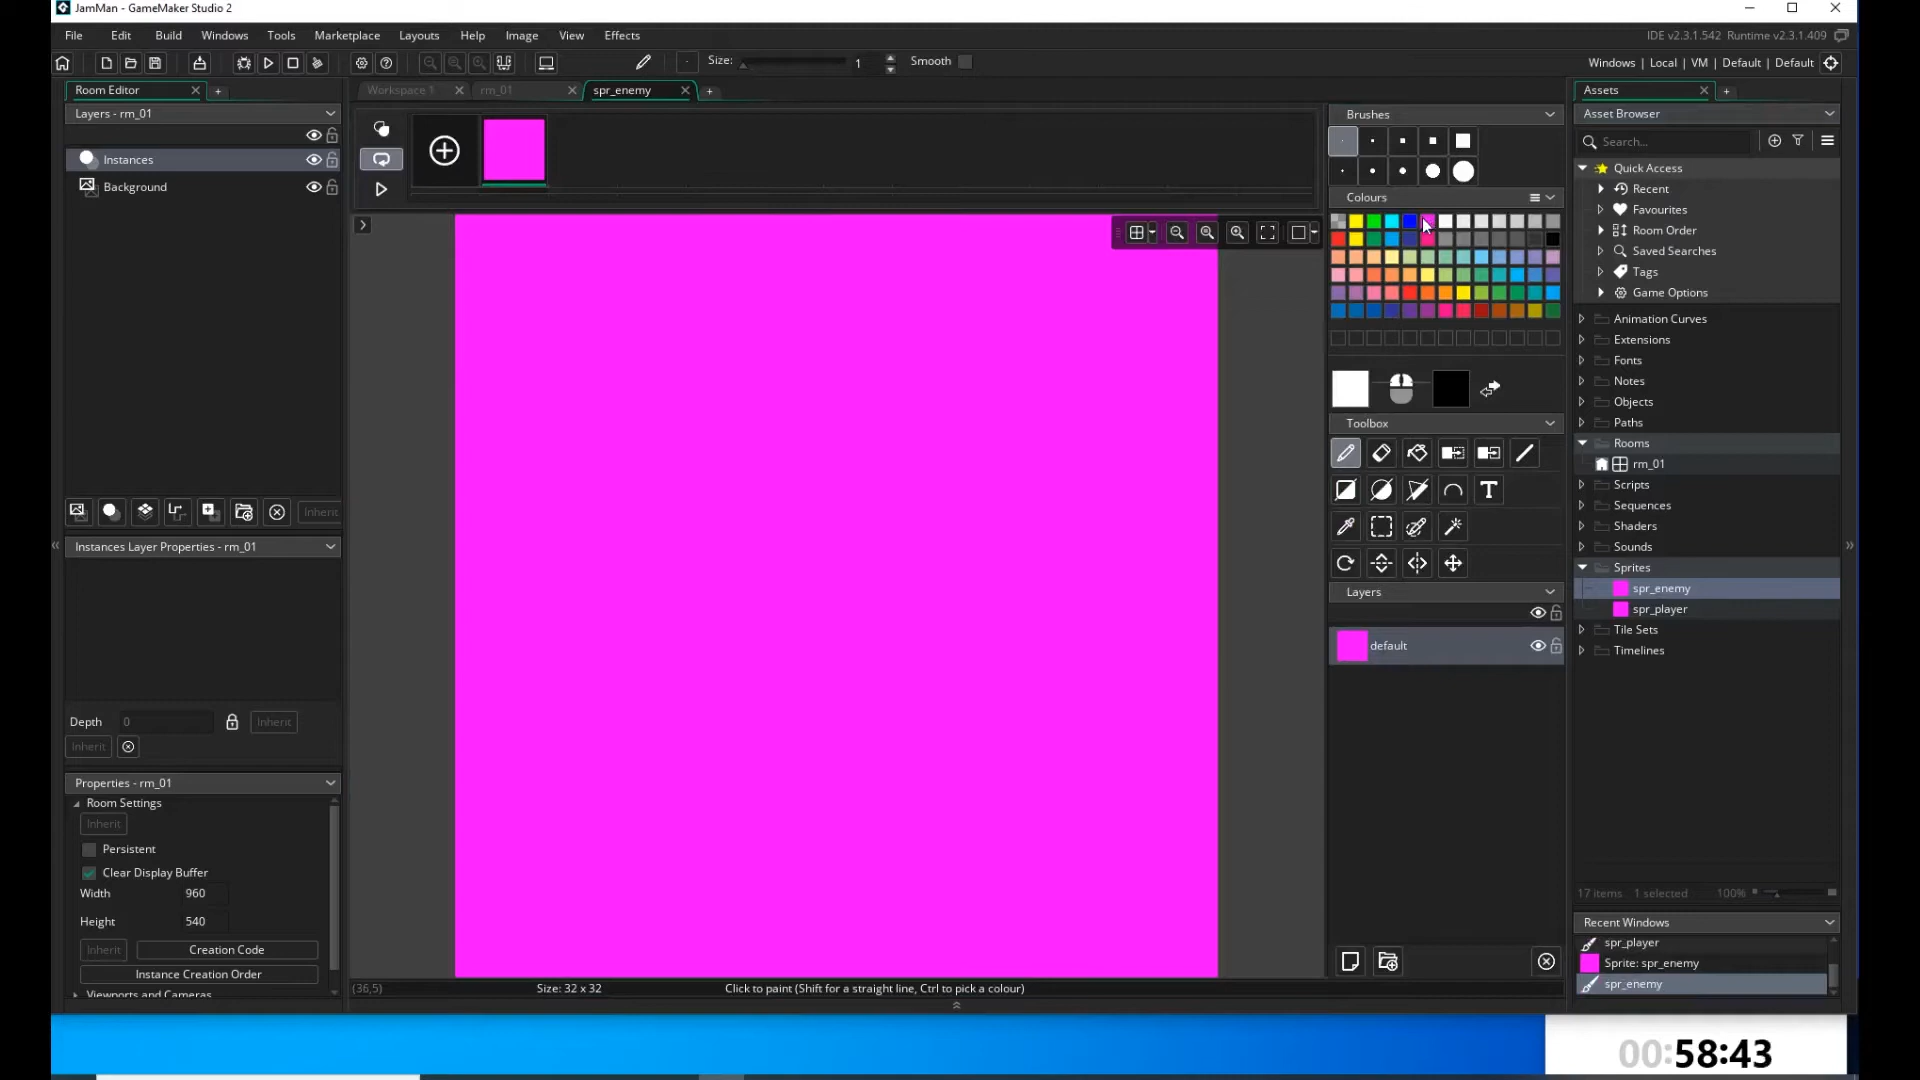 JamMan - GameMaker Studio 2
File Edit Build Windows Tools Marketplace Layouts Help Image View Effects
IDE v2.3.1.542 Runtime v2.3.1.409
Size: 1 Smooth
Windows | Local | VM | Default | Default
Room Editor
Workspace 1
rm_01
spr_enemy
Assets
Layers - rm_01
Brushes
Asset Browser
Search...
Instances
Background
Colours
Quick Access
Recent
Favourites
Room Order
Saved Searches
Tags
Game Options
Animation Curves
Extensions
Fonts
Notes
Objects
Paths
Rooms
rm_01
Scripts
Sequences
Shaders
Sounds
Sprites
spr_enemy
spr_player
Tile Sets
Timelines
Toolbox
T
Layers
default
Inherit
Instances Layer Properties - rm_01
Depth 0 Inherit
Inherit
Properties - rm_01
Room Settings
Inherit
Persistent
Clear Display Buffer
Width 960
Height 540
Inherit Creation Code
Instance Creation Order
Viewports and Cameras
(36,5) Size: 32 x 32 Click to paint (Shift for a straight line, Ctrl to pick a colour)
17 items 1 selected 100%
Recent Windows
spr_player
Sprite: spr_enemy
spr_enemy
00:58:43